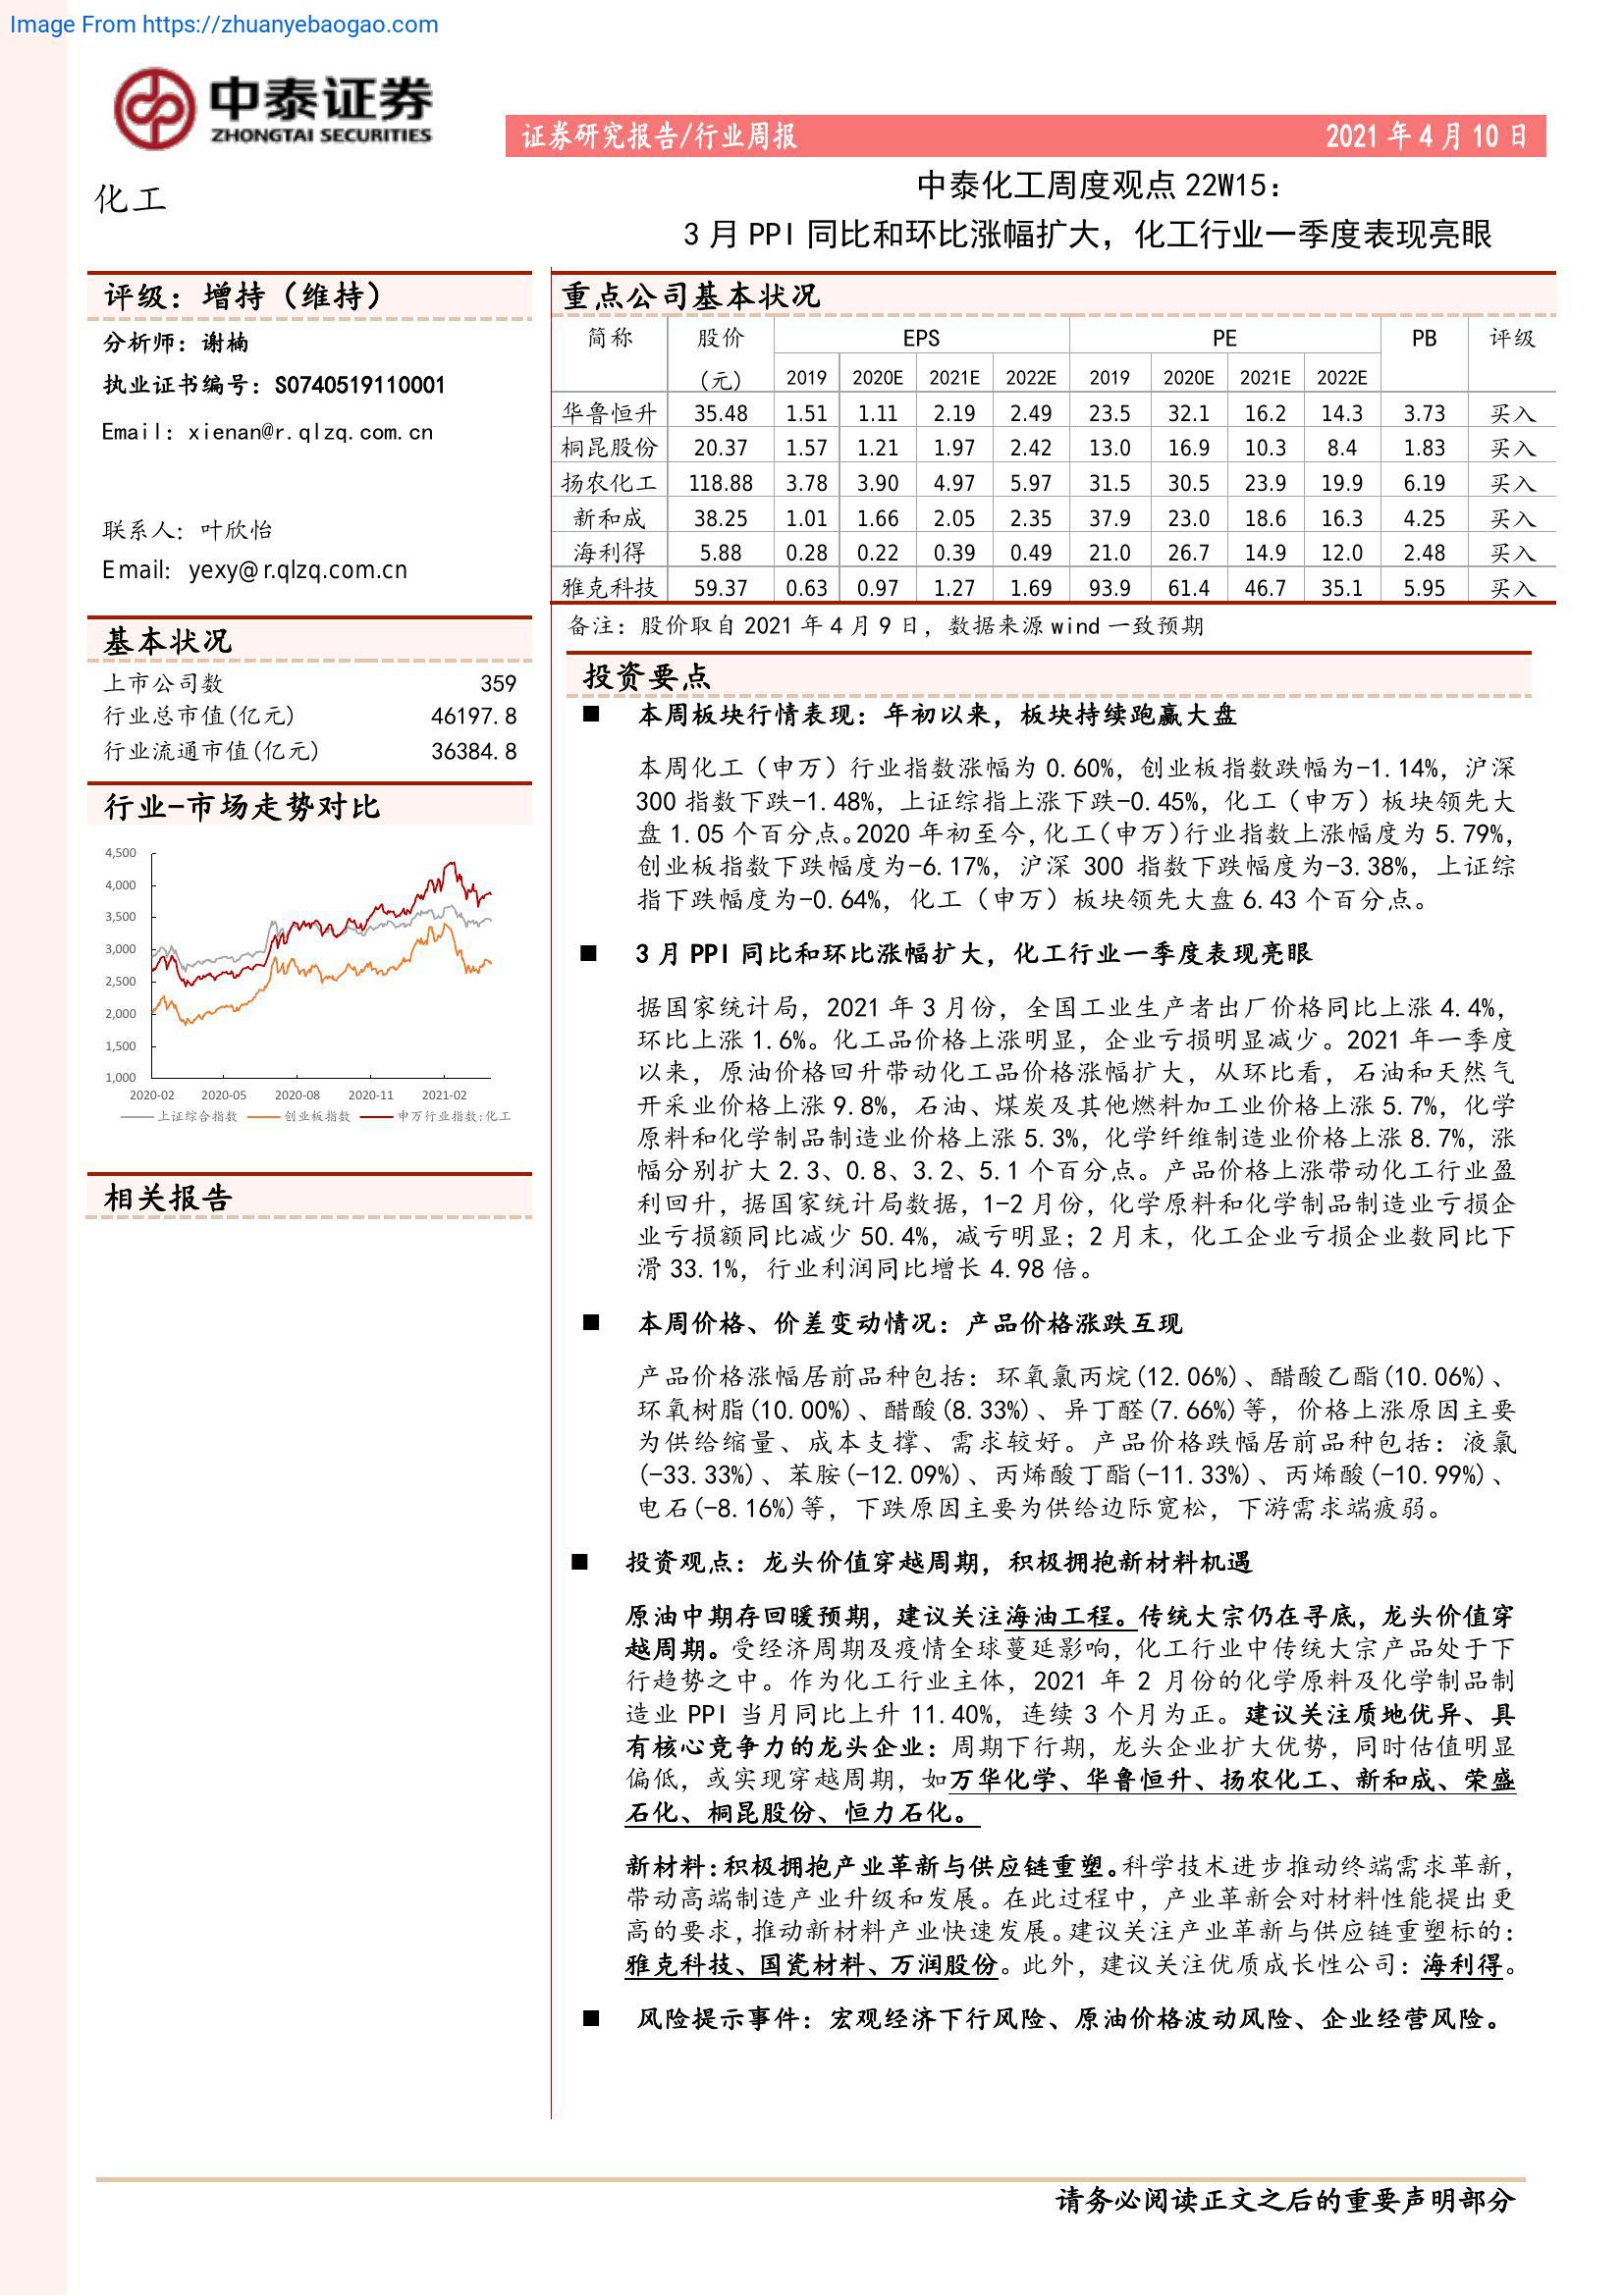 Image From https://zhuanyebaogao.com
中泰证券
ZHONGTAI SECURITIES
证券研究报告/行业周报 2021 年 4 月 10 日
化工
中泰化工周度观点 22W15：
3 月 PPI 同比和环比涨幅扩大，化工行业一季度表现亮眼
评级：增持（维持）
分析师：谢楠
执业证书编号：S0740519110001
Email：xienan@r.qlzq.com.cn
联系人：叶欣怡
Email: yexy@r.qlzq.com.cn
基本状况
上市公司数 359
行业总市值(亿元) 46197.8
行业流通市值(亿元) 36384.8
行业-市场走势对比
4,500
4,000
3,500
3,000
2,500
2,000
1,500
1,000
2020-02 2020-05 2020-08 2020-11 2021-02
上证综合指数 创业板指数 申万行业指数:化工
相关报告
重点公司基本状况
简称 股价 EPS PE PB 评级
(元) 2019 2020E 2021E 2022E 2019 2020E 2021E 2022E
华鲁恒升 35.48 1.51 1.11 2.19 2.49 23.5 32.1 16.2 14.3 3.73 买入
桐昆股份 20.37 1.57 1.21 1.97 2.42 13.0 16.9 10.3 8.4 1.83 买入
扬农化工 118.88 3.78 3.90 4.97 5.97 31.5 30.5 23.9 19.9 6.19 买入
新和成 38.25 1.01 1.66 2.05 2.35 37.9 23.0 18.6 16.3 4.25 买入
海利得 5.88 0.28 0.22 0.39 0.49 21.0 26.7 14.9 12.0 2.48 买入
雅克科技 59.37 0.63 0.97 1.27 1.69 93.9 61.4 46.7 35.1 5.95 买入
备注：股价取自 2021 年 4 月 9 日，数据来源 wind 一致预期
投资要点
■ 本周板块行情表现：年初以来，板块持续跑赢大盘
本周化工（申万）行业指数涨幅为 0.60%，创业板指数跌幅为-1.14%，沪深
300 指数下跌-1.48%，上证综指上涨下跌-0.45%，化工（申万）板块领先大
盘 1.05 个百分点。2020 年初至今，化工（申万）行业指数上涨幅度为 5.79%，
创业板指数下跌幅度为-6.17%，沪深 300 指数下跌幅度为-3.38%，上证综
指下跌幅度为-0.64%，化工（申万）板块领先大盘 6.43 个百分点。
■ 3 月 PPI 同比和环比涨幅扩大，化工行业一季度表现亮眼
据国家统计局，2021 年 3 月份，全国工业生产者出厂价格同比上涨 4.4%，
环比上涨 1.6%。化工品价格上涨明显，企业亏损明显减少。2021 年一季度
以来，原油价格回升带动化工品价格涨幅扩大，从环比看，石油和天然气
开采业价格上涨 9.8%，石油、煤炭及其他燃料加工业价格上涨 5.7%，化学
原料和化学制品制造业价格上涨 5.3%，化学纤维制造业价格上涨 8.7%，涨
幅分别扩大 2.3、0.8、3.2、5.1 个百分点。产品价格上涨带动化工行业盈
利回升，据国家统计局数据，1-2 月份，化学原料和化学制品制造业亏损企
业亏损额同比减少 50.4%，减亏明显；2 月末，化工企业亏损企业数同比下
滑 33.1%，行业利润同比增长 4.98 倍。
■ 本周价格、价差变动情况：产品价格涨跌互现
产品价格涨幅居前品种包括：环氧氯丙烷(12.06%)、醋酸乙酯(10.06%)、
环氧树脂(10.00%)、醋酸(8.33%)、异丁醛(7.66%)等，价格上涨原因主要
为供给缩量、成本支撑、需求较好。产品价格跌幅居前品种包括：液氯
(-33.33%)、苯胺(-12.09%)、丙烯酸丁酯(-11.33%)、丙烯酸(-10.99%)、
电石(-8.16%)等，下跌原因主要为供给边际宽松，下游需求端疲弱。
■ 投资观点：龙头价值穿越周期，积极拥抱新材料机遇
原油中期存回暖预期，建议关注海油工程。传统大宗仍在寻底，龙头价值穿
越周期。受经济周期及疫情全球蔓延影响，化工行业中传统大宗产品处于下
行趋势之中。作为化工行业主体，2021 年 2 月份的化学原料及化学制品制
造业 PPI 当月同比上升 11.40%，连续 3 个月为正。建议关注质地优异、具
有核心竞争力的龙头企业：周期下行期，龙头企业扩大优势，同时估值明显
偏低，或实现穿越周期，如万华化学、华鲁恒升、扬农化工、新和成、荣盛
石化、桐昆股份、恒力石化。
新材料：积极拥抱产业革新与供应链重塑。科学技术进步推动终端需求革新，
带动高端制造产业升级和发展。在此过程中，产业革新会对材料性能提出更
高的要求，推动新材料产业快速发展。建议关注产业革新与供应链重塑标的：
雅克科技、国瓷材料、万润股份。此外，建议关注优质成长性公司：海利得。
■ 风险提示事件：宏观经济下行风险、原油价格波动风险、企业经营风险。
请务必阅读正文之后的重要声明部分